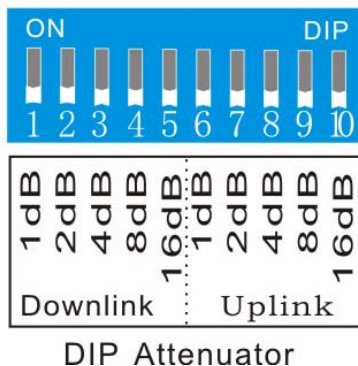 ON DIP
1 2 3 4 5 6 7 8 9 10
1dB 2dB 4dB 8dB 16dB 1dB 2dB 4dB 8dB 16dB
Downlink Uplink
DIP Attenuator